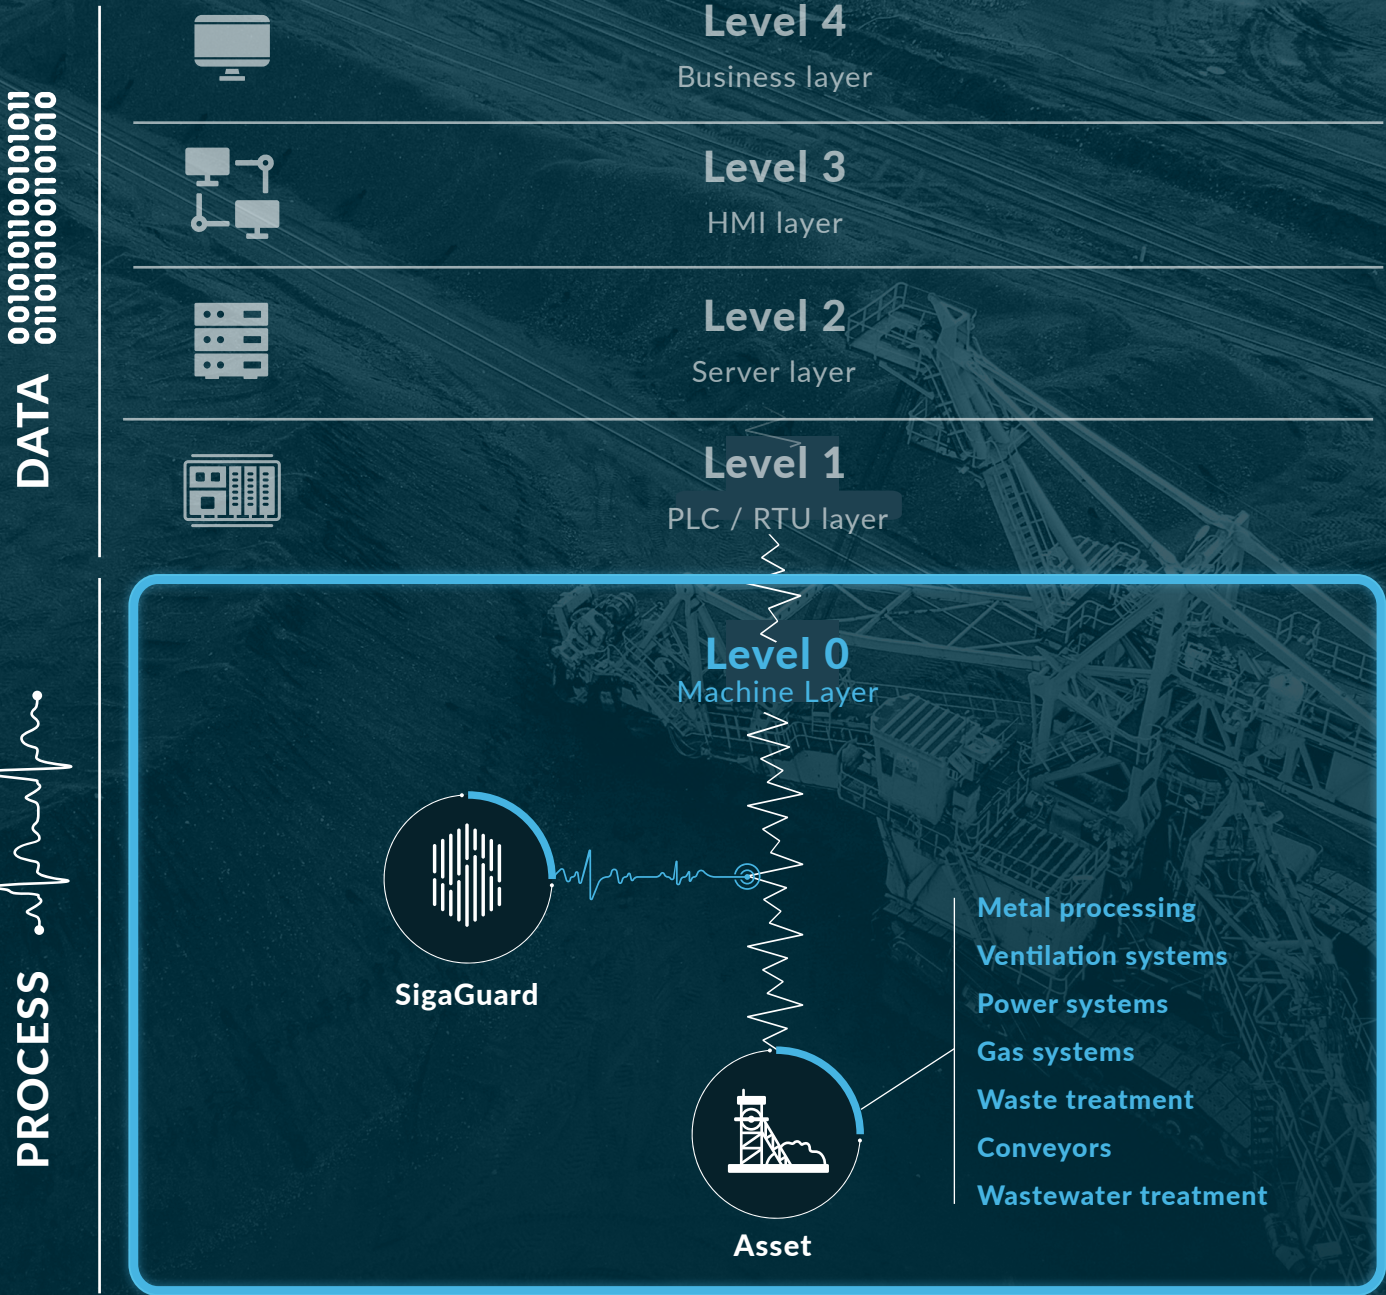 Level 4
Business layer
Level 3
HMI layer
Level 2
Server layer
Level 1
PLC / RTU layer
DATA 001010110010101011
011010101001101010
Level 0
Machine Layer
SigaGuard
Metal processing
Ventilation systems
Power systems
Gas systems
Waste treatment
Conveyors
Wastewater treatment
Asset
PROCESS